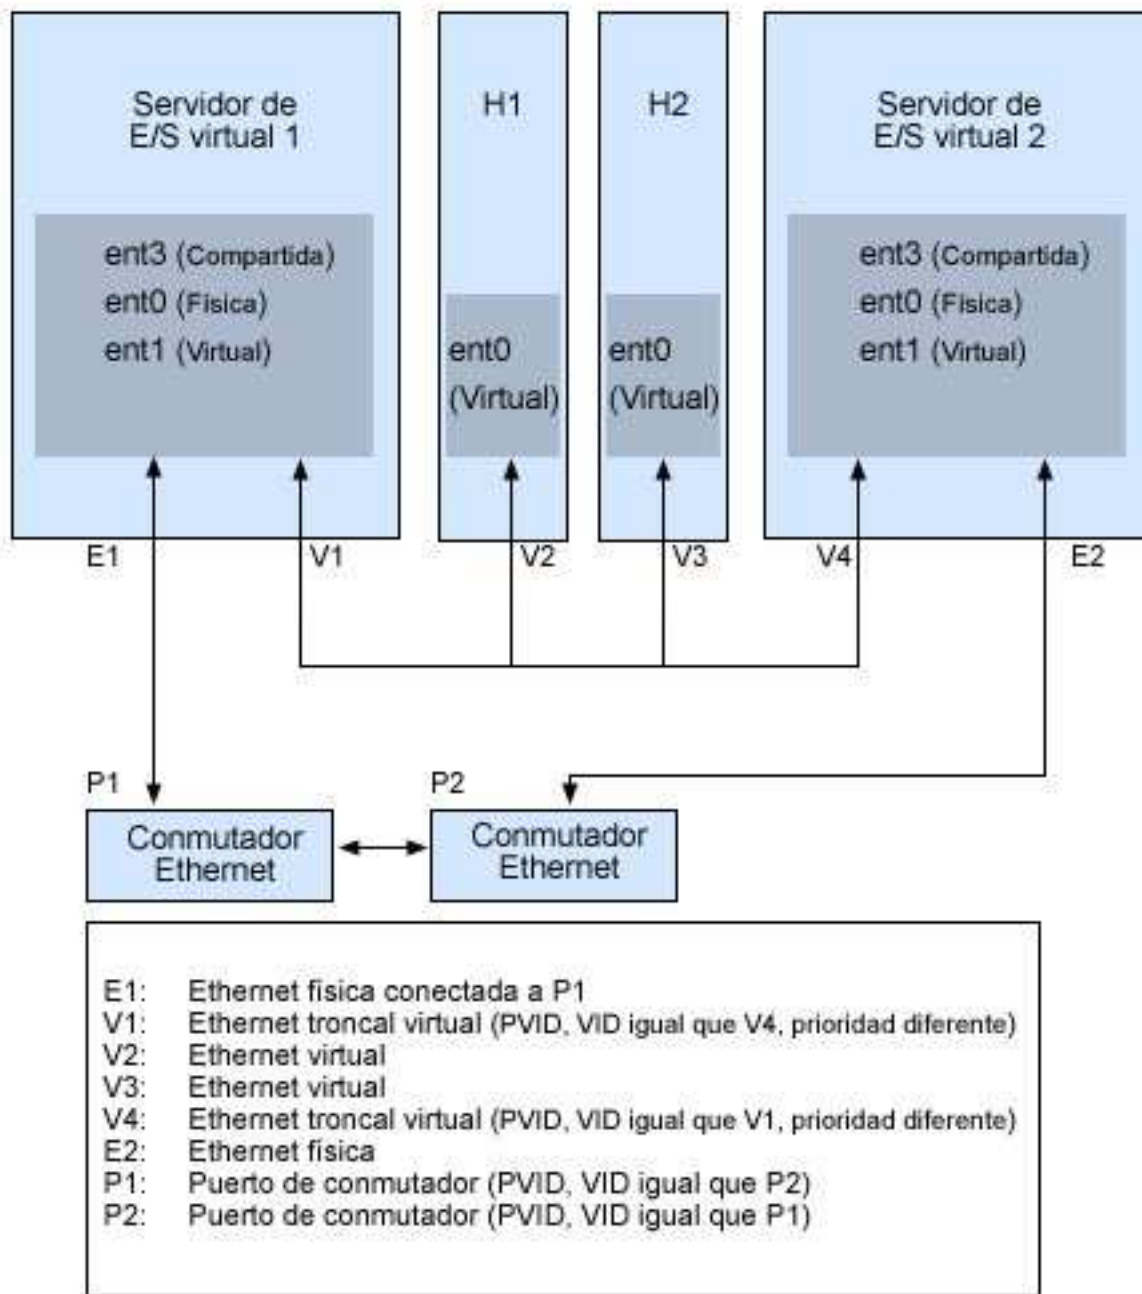 Servidor de
E/S virtual 1
ent3 (Compartida)
ent0 (Física)
ent1 (Virtual)
H1
ent0
(Virtual)
H2
ent0
(Virtual)
Servidor de
E/S virtual 2
ent3 (Compartida)
ent0 (Física)
ent1 (Virtual)
E1
V1
V2
V3
V4
E2
P1
P2
Conmutador
Ethernet
Conmutador
Ethernet
E1: Ethernet física conectada a P1
V1: Ethernet troncal virtual (PVID, VID igual que V4, prioridad diferente)
V2: Ethernet virtual
V3: Ethernet virtual
V4: Ethernet troncal virtual (PVID, VID igual que V1, prioridad diferente)
E2: Ethernet física
P1: Puerto de conmutador (PVID, VID igual que P2)
P2: Puerto de conmutador (PVID, VID igual que P1)